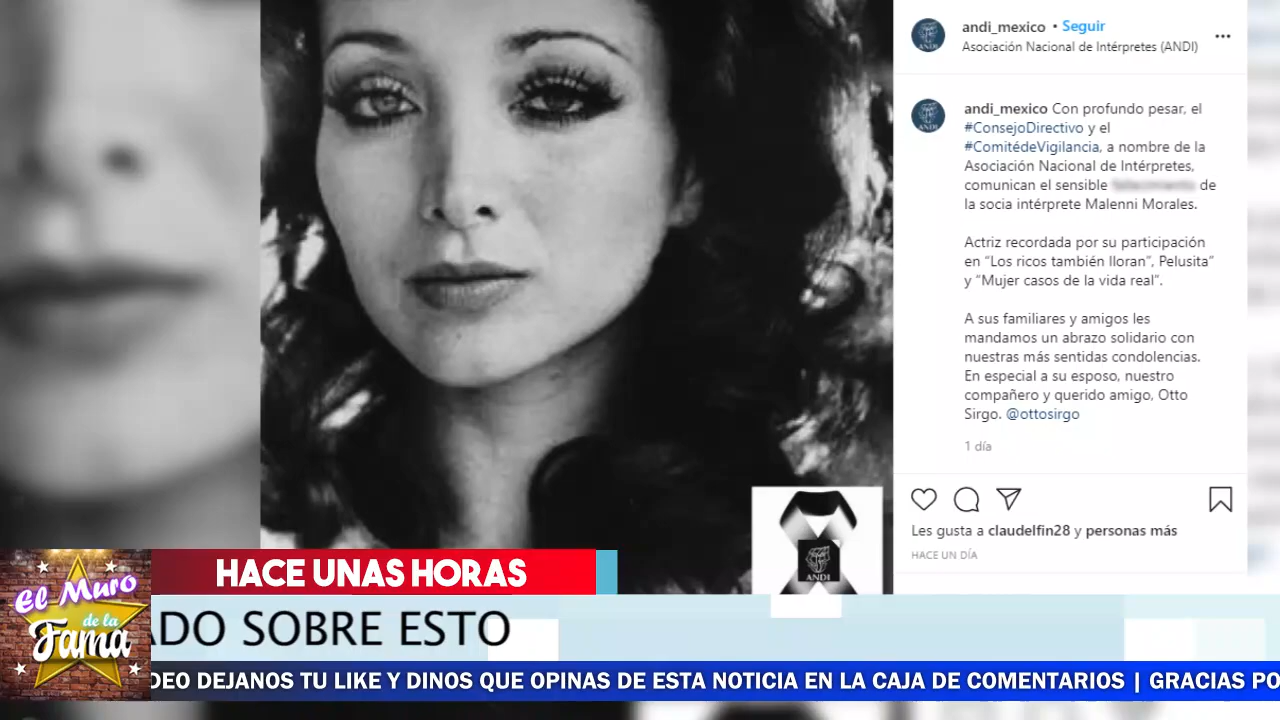 andi_mexico • Seguir
Asociación Nacional de Intérpretes (ANDI)
andi_mexico Con profundo pesar, el
#ConsejoDirectivo y el
#ComitédeVigilancia, a nombre de la
Asociación Nacional de Intérpretes,
comunican el sensible de
la socia intérprete Malenni Morales.
Actriz recordada por su participación
en “Los ricos también lloran”, Pelusita”
y “Mujer casos de la vida real”.
A sus familiares y amigos les
mandamos un abrazo solidario con
nuestras más sentidas condolencias.
En especial a su esposo, nuestro
compañero y querido amigo, Otto
Sirgo. @ottosirgo
1 día
Les gusta a claudelfin28 y personas más
HACE UN DÍA
ANDI
HACE UNAS HORAS
El Muro
de la
Fama
ADO SOBRE ESTO
DEO DEJANOS TU LIKE Y DINOS QUE OPINAS DE ESTA NOTICIA EN LA CAJA DE COMENTARIOS | GRACIAS PO